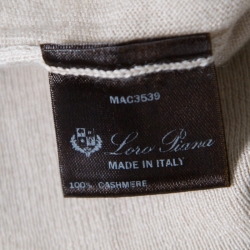 MAC3539
Loro Piana
MADE IN ITALY
100% CASHMERE